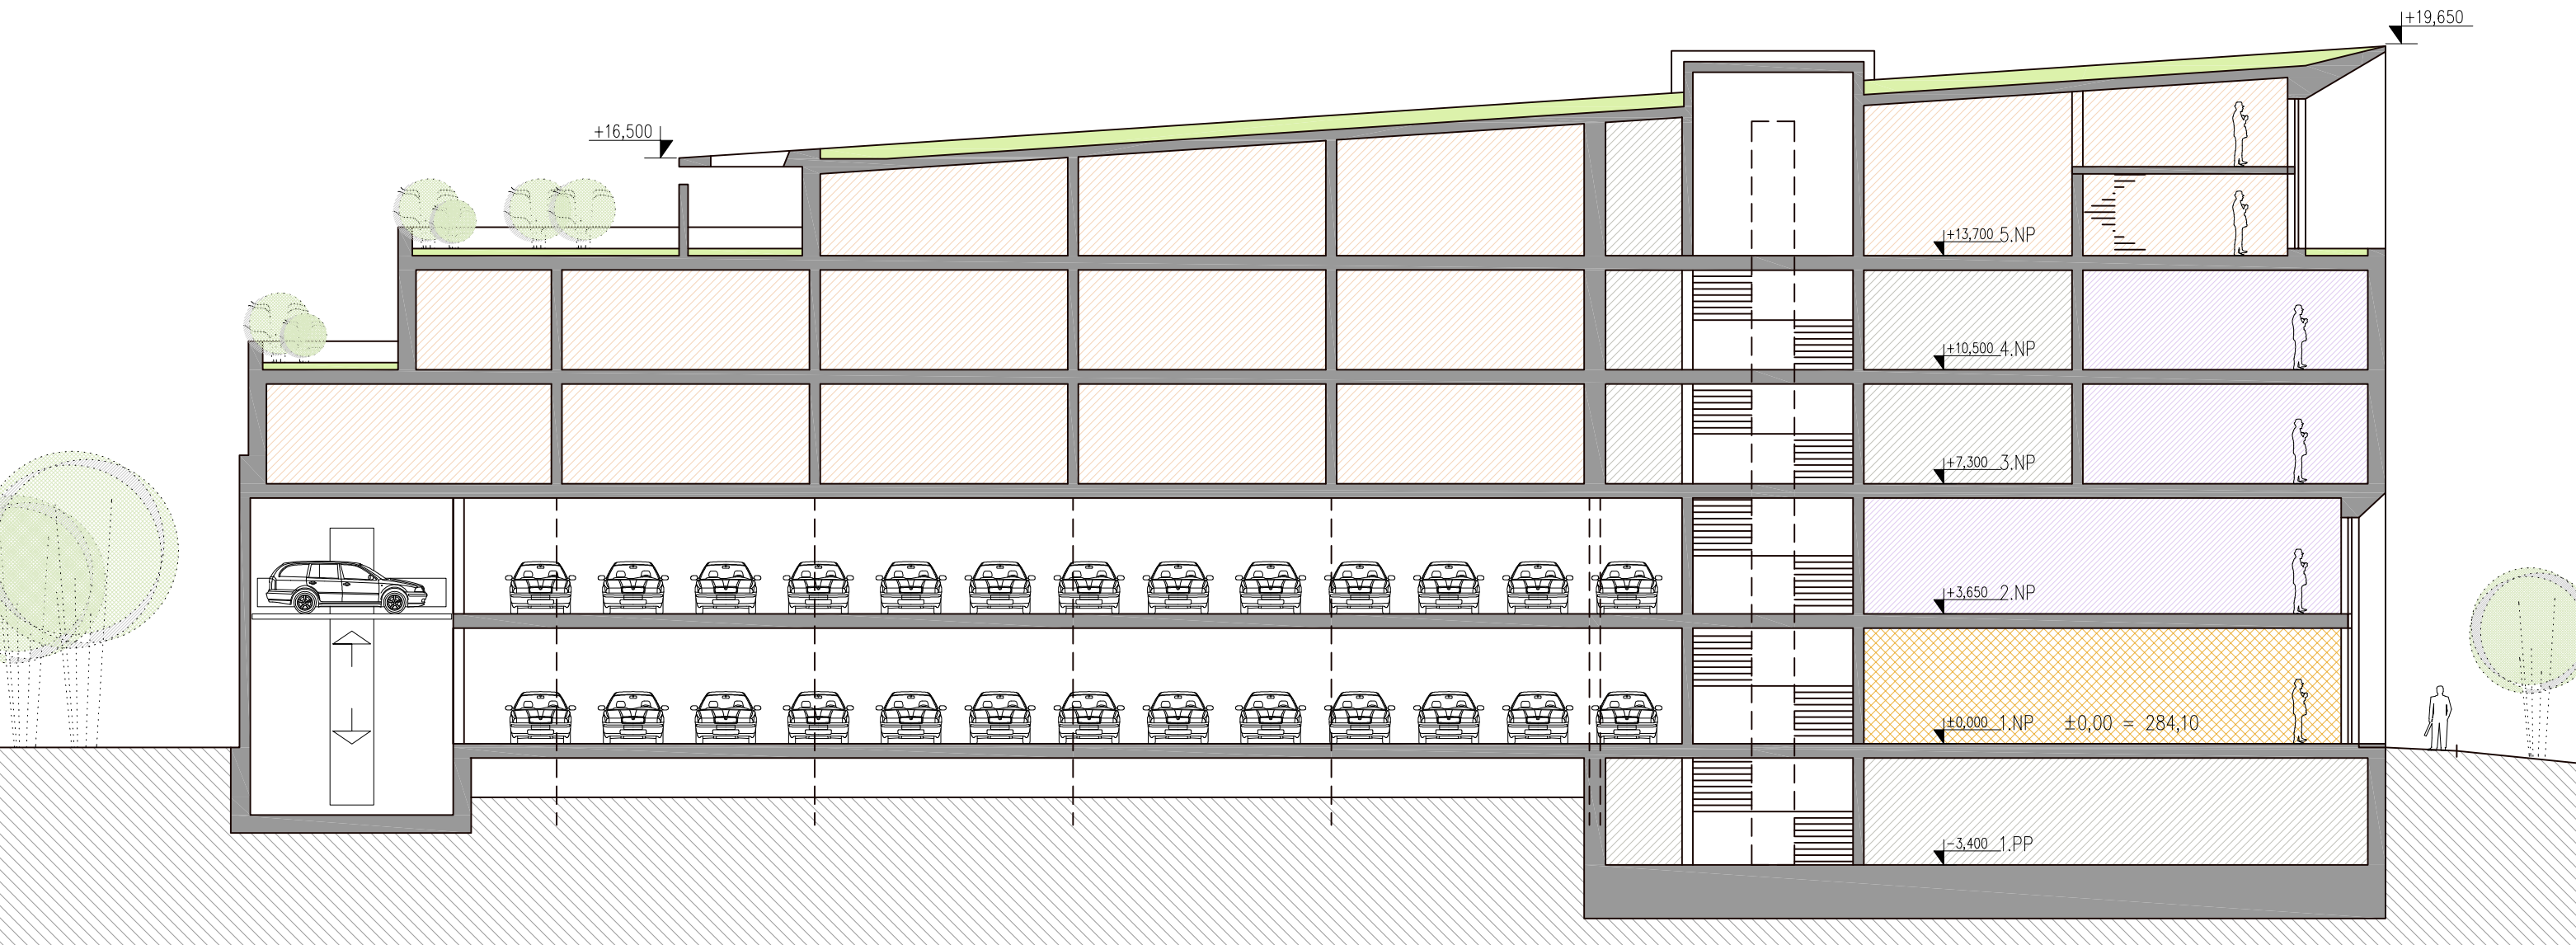 +19,650
+16,500
+13,700 5.NP
+10,500 4.NP
+7,300 3.NP
+3,650 2.NP
±0,000 1.NP ±0,00 = 284,10
-3,400 1.PP